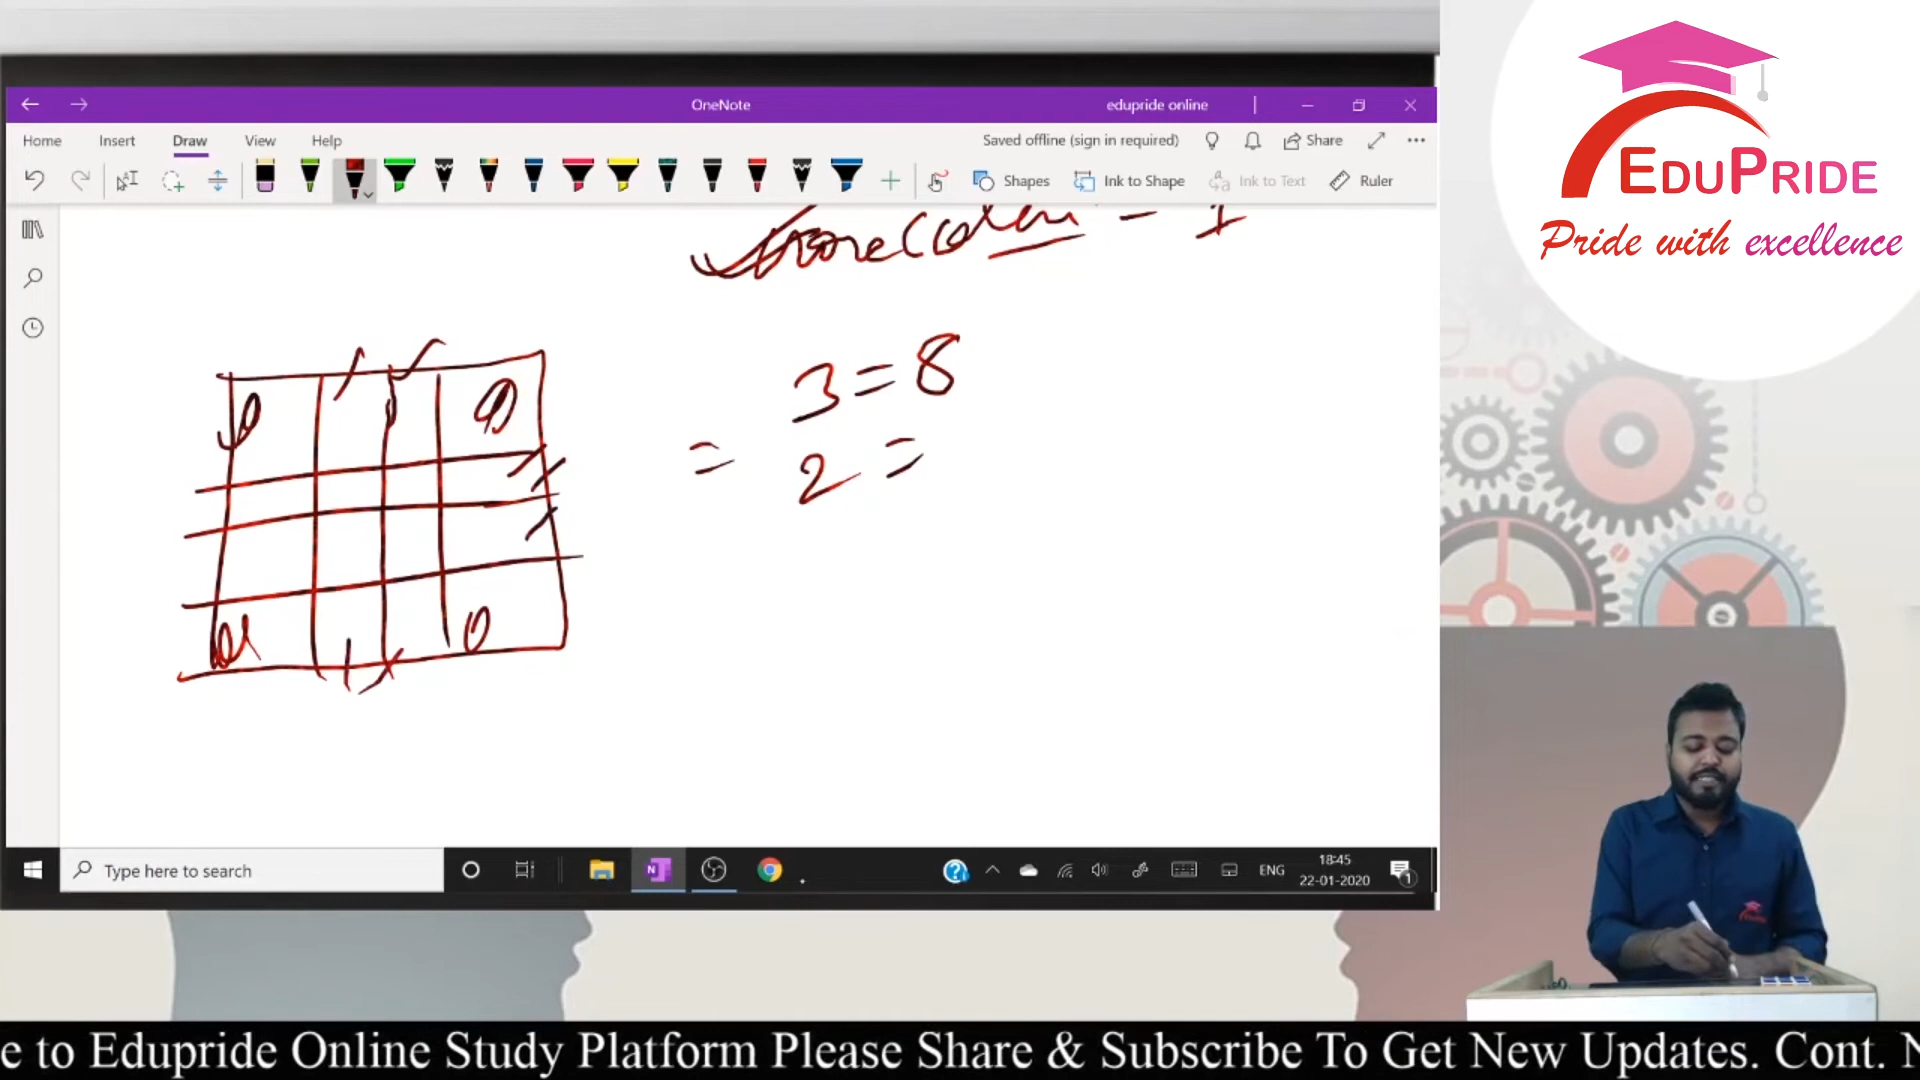 OneNote
edupride online
Home Insert Draw View Help
Saved offline (sign in required)
Share
Shapes
Ink to Shape
Ink to Text
Ruler
EDUPRIDE
Pride with excellence
- 1
3 = 8
= 2 =
Type here to search
ENG
18:45
22-01-2020
1
e to Edupride Online Study Platform Please Share & Subscribe To Get New Updates. Cont. N